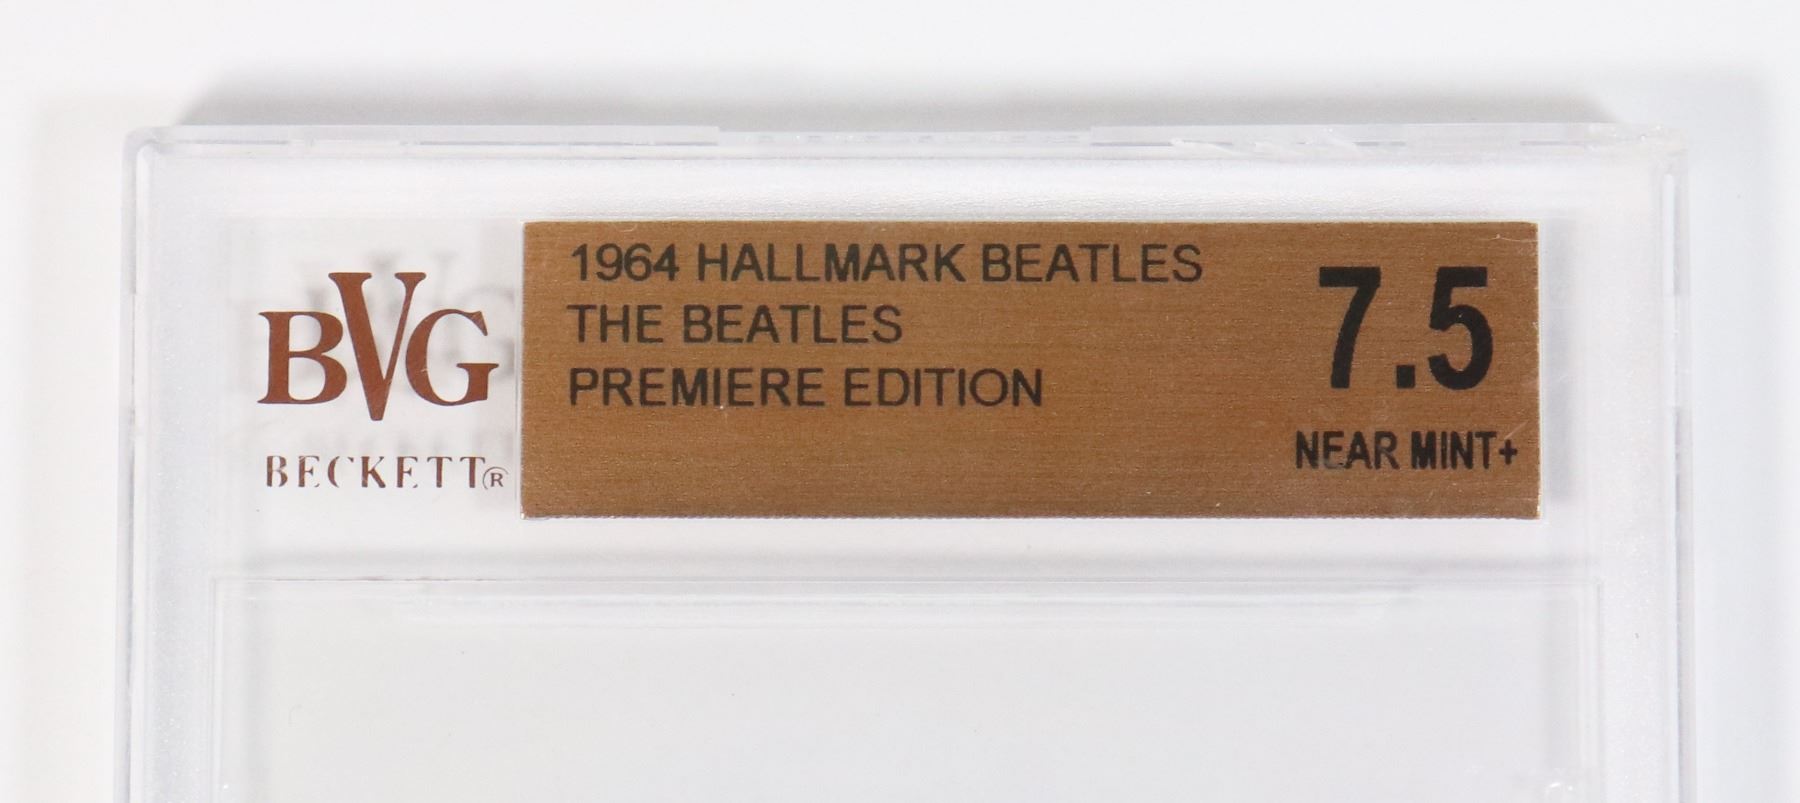 BVG
BECKETT®
1964 HALLMARK BEATLES
THE BEATLES
PREMIERE EDITION
7.5
NEAR MINT+